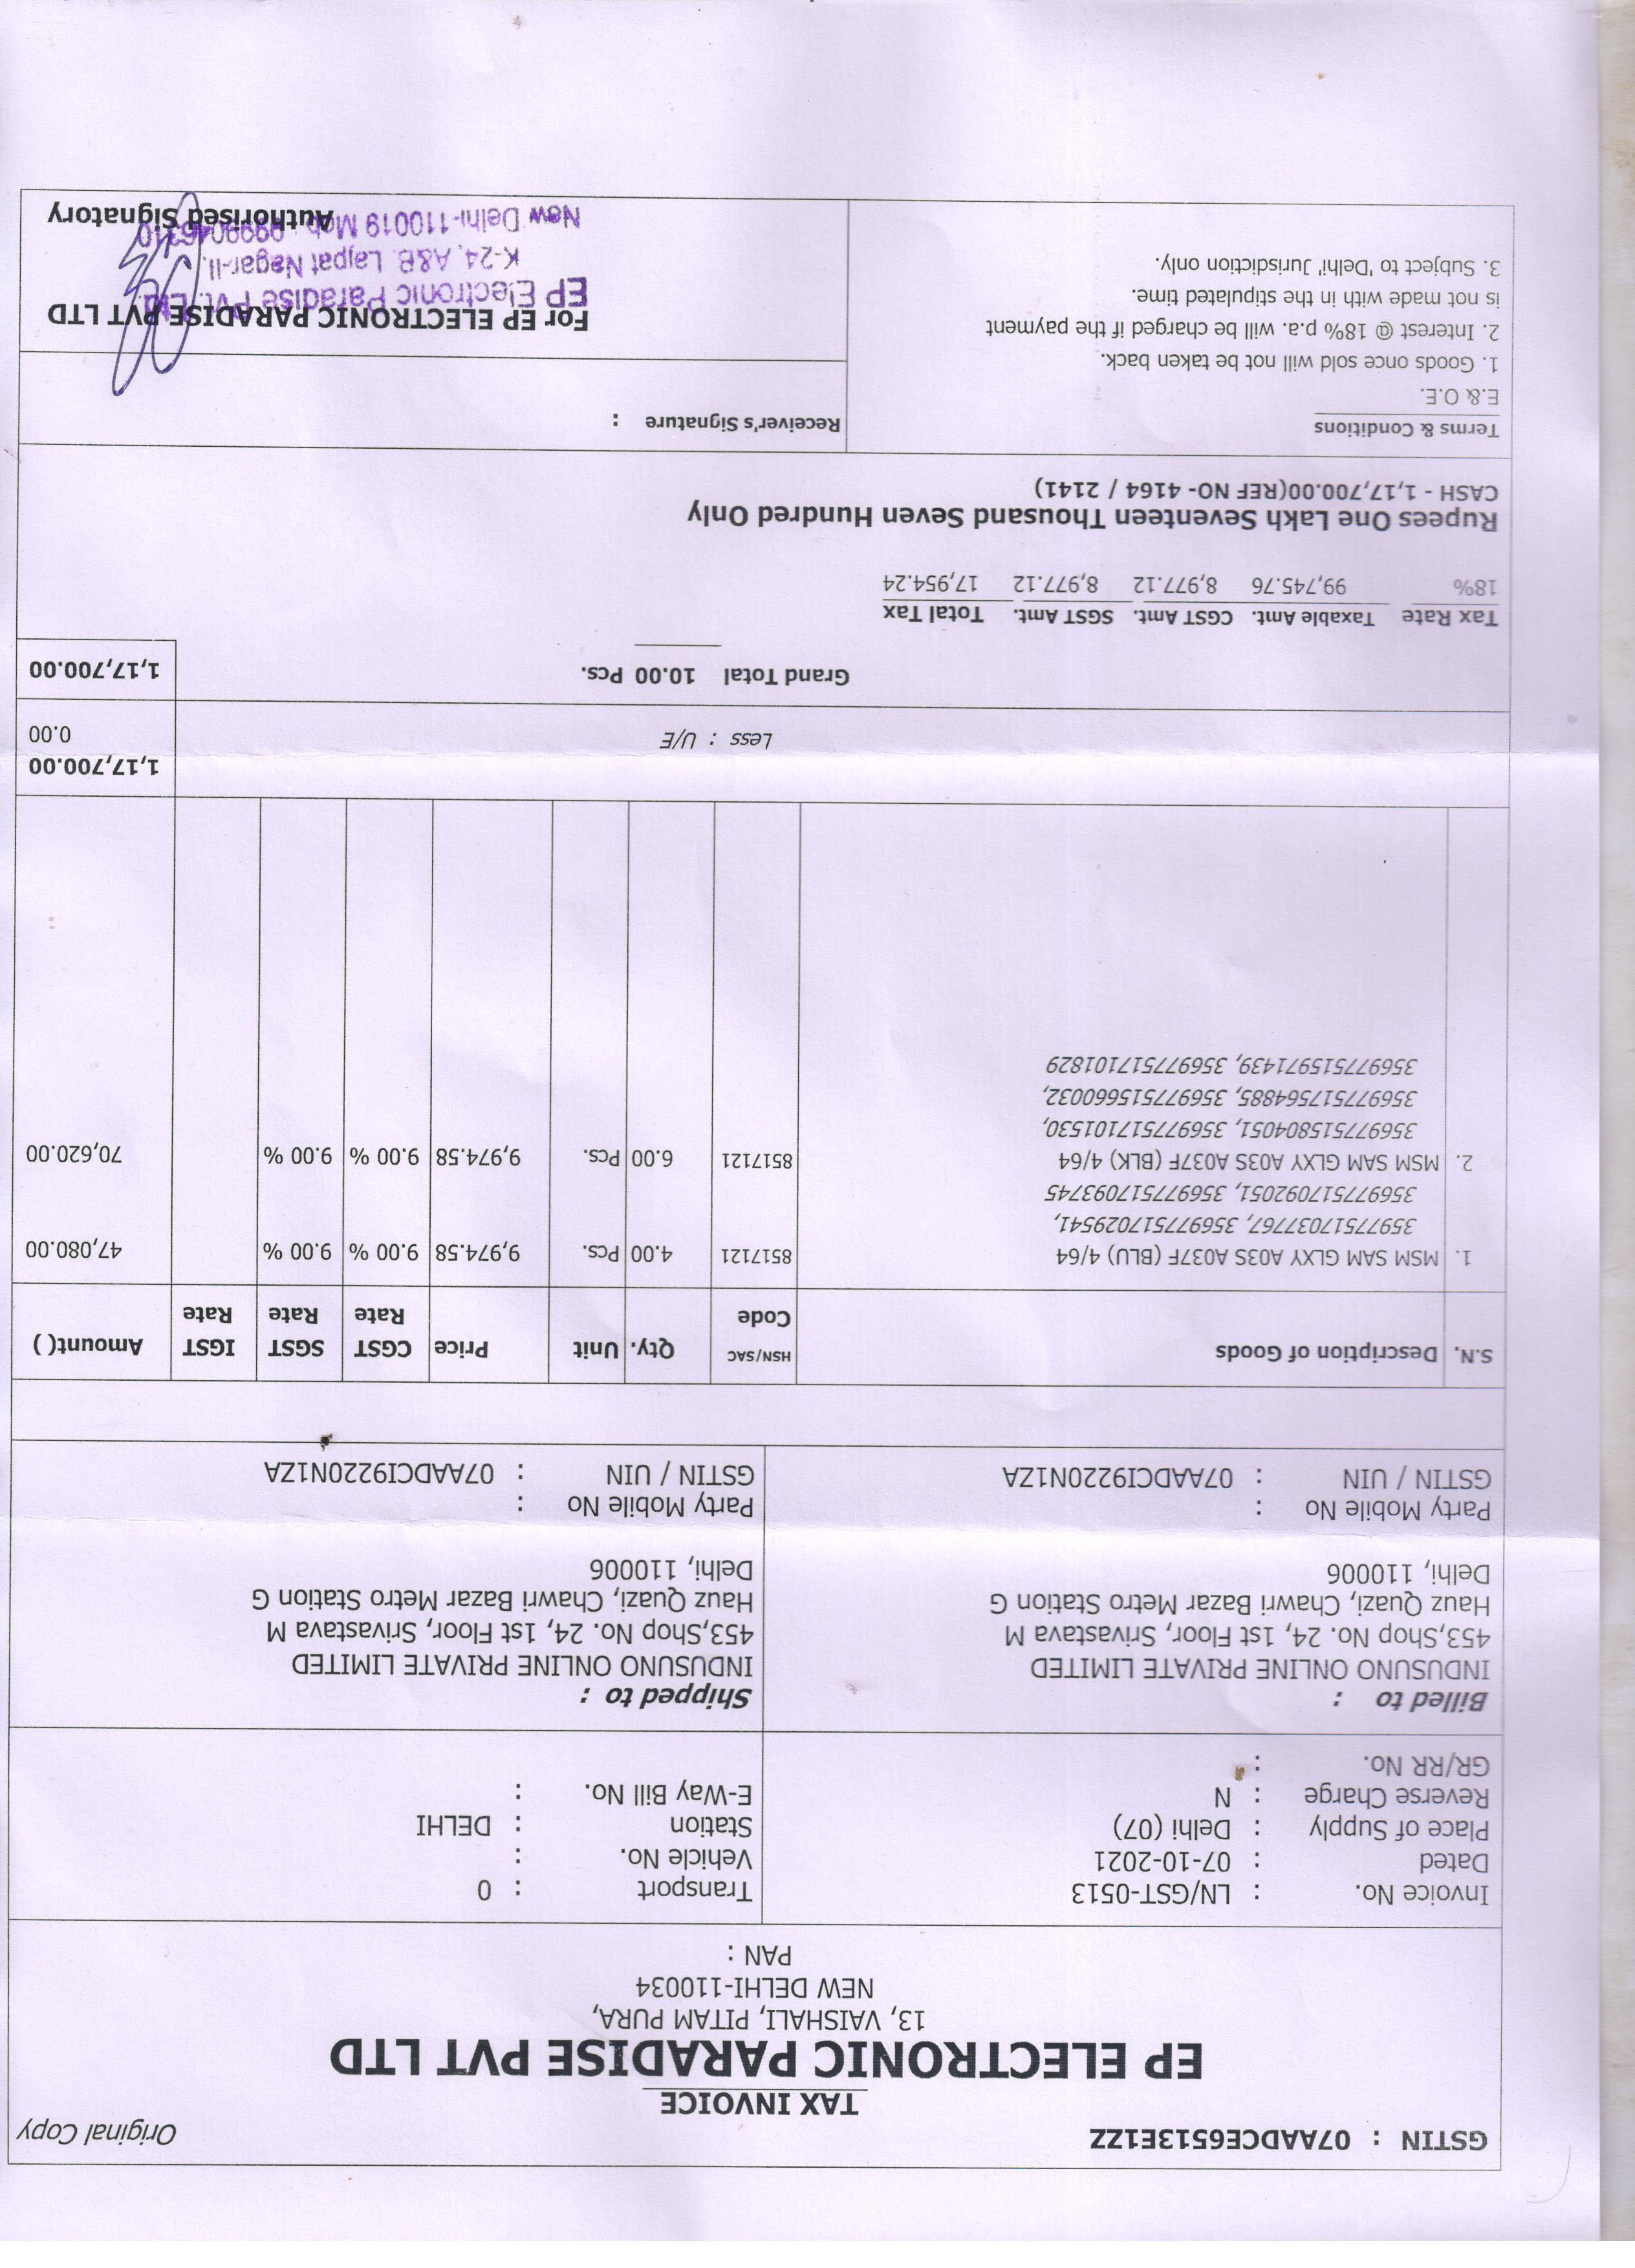 GSTIN : 07AADCE6513E1ZZ
Original Copy
TAX INVOICE
EP ELECTRONIC PARADISE PVT LTD
13, VAISHALI, PITAM PURA,
NEW DELHI-110034
PAN :
Invoice No. : LN/GST-0513
Dated : 07-10-2021
Place of Supply : Delhi (07)
Reverse Charge : N
GR/RR No. :
Transport : 0
Vehicle No. :
Station : DELHI
E-Way Bill No. :
Billed to :
INDUSUNO ONLINE PRIVATE LIMITED
453,Shop No. 24, 1st Floor, Srivastava M
Hauz Quazi, Chawri Bazar Metro Station G
Delhi, 110006
Party Mobile No :
GSTIN / UIN : 07AADCI9220N1ZA
Shipped to :
INDUSUNO ONLINE PRIVATE LIMITED
453,Shop No. 24, 1st Floor, Srivastava M
Hauz Quazi, Chawri Bazar Metro Station G
Delhi, 110006
Party Mobile No :
GSTIN / UIN : 07AADCI9220N1ZA
S.N. Description of Goods HSN/SAC Code Qty. Unit Price CGST Rate SGST Rate IGST Rate Amount( )
1. MSM SAM GLXY A03S A037F (BLU) 4/64 8517121 4.00 Pcs. 9,974.58 9.00 % 9.00 % 47,080.00
359775171037767, 356977517029541,
356977517092051, 356977517093745
2. MSM SAM GLXY A03S A037F (BLK) 4/64 8517121 6.00 Pcs. 9,974.58 9.00 % 9.00 % 70,620.00
356977515804051, 356977517101530,
356977517564885, 356977515660032,
356977515971439, 356977517101829
1,17,700.00
Less : U/E 0.00
Grand Total 10.00 Pcs. 1,17,700.00
Tax Rate Taxable Amt. CGST Amt. SGST Amt. Total Tax
18% 99,745.76 8,977.12 8,977.12 17,954.24
Rupees One Lakh Seventeen Thousand Seven Hundred Only
CASH - 1,17,700.00(REF NO- 4164 / 2141)
Terms & Conditions
E.& O.E.
1. Goods once sold will not be taken back.
2. Interest @ 18% p.a. will be charged if the payment
is not made with in the stipulated time.
3. Subject to 'Delhi' Jurisdiction only.
Receiver's Signature :
For EP ELECTRONIC PARADISE PVT LTD
EP Electronic Paradise Pvt. Ltd.
K-24, A&B, Lajpat Nagar-II,
New Delhi-110019 Mob.
Authorised Signatory